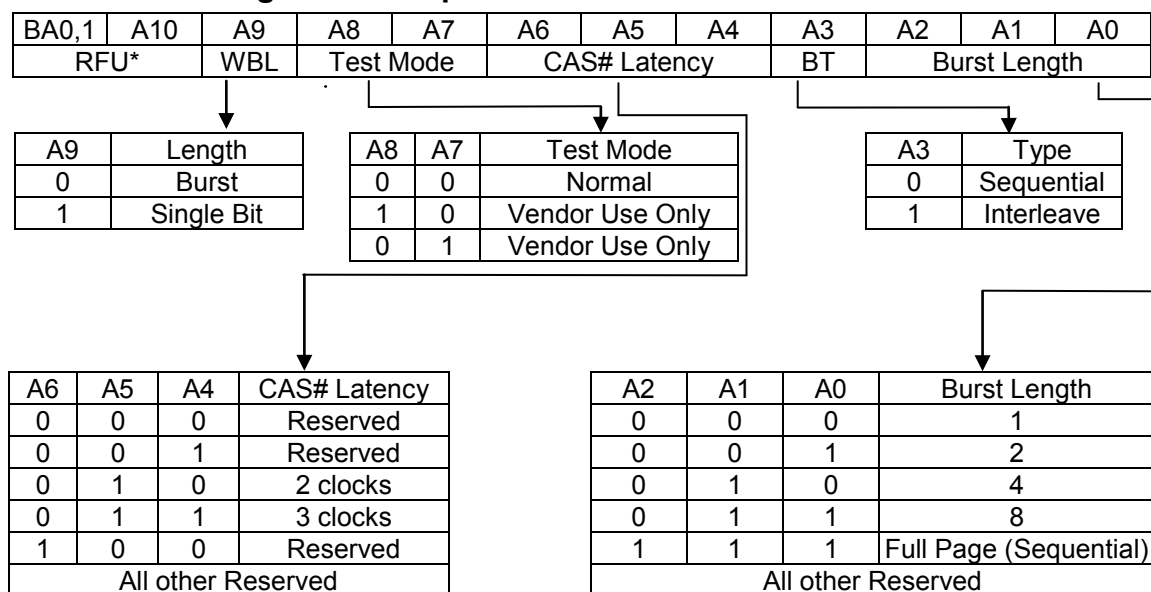 BA0,1 A10 A9 A8 A7 A6 A5 A4 A3 A2 A1 A0
RFU* WBL Test Mode CAS# Latency BT Burst Length
A9 Length
0 Burst
1 Single Bit
A8 A7 Test Mode
0 0 Normal
1 0 Vendor Use Only
0 1 Vendor Use Only
A3 Type
0 Sequential
1 Interleave
A6 A5 A4 CAS# Latency
0 0 0 Reserved
0 0 1 Reserved
0 1 0 2 clocks
0 1 1 3 clocks
1 0 0 Reserved
All other Reserved
A2 A1 A0 Burst Length
0 0 0 1
0 0 1 2
0 1 0 4
0 1 1 8
1 1 1 Full Page (Sequential)
All other Reserved